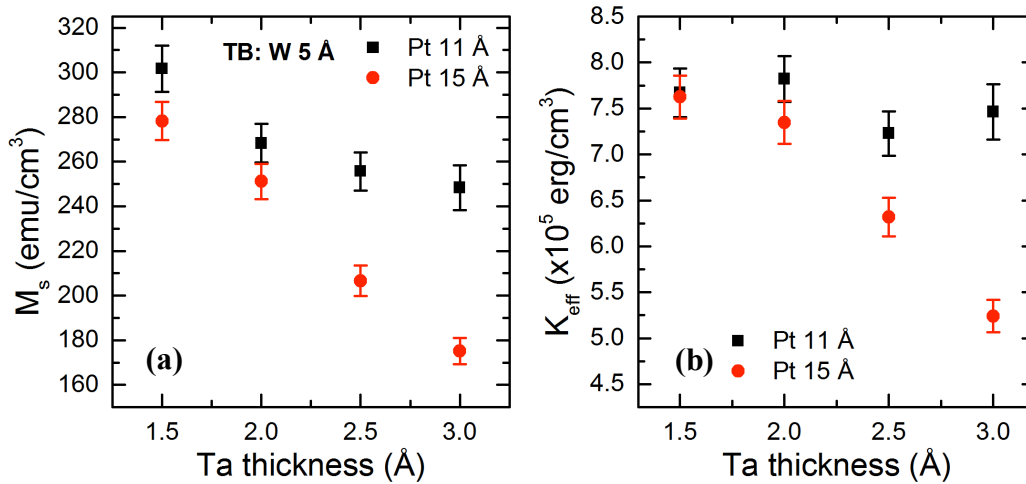 320
300
280
260
240
220
200
180
160
M_s (emu/cm^3)
TB: W 5 Å
Pt 11 Å
Pt 15 Å
(a)
1.5 2.0 2.5 3.0
Ta thickness (Å)
8.5
8.0
7.5
7.0
6.5
6.0
5.5
5.0
4.5
K_eff (x10^5 erg/cm^3)
(b)
Pt 11 Å
Pt 15 Å
1.5 2.0 2.5 3.0
Ta thickness (Å)